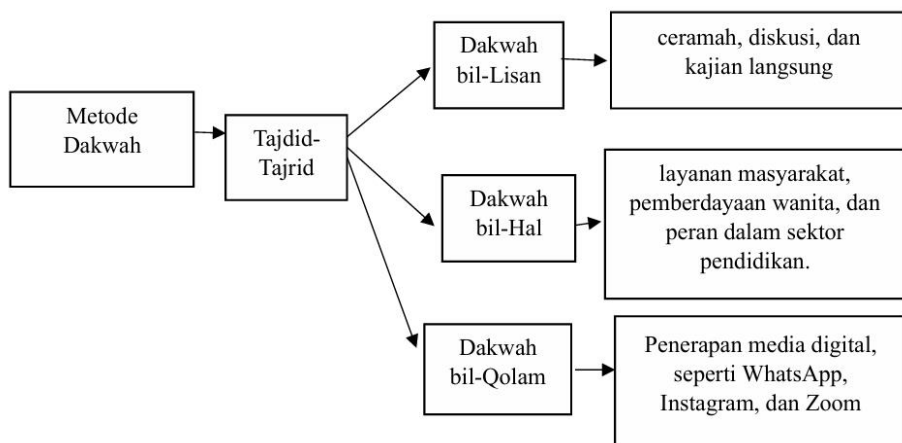 Metode
Dakwah
Tajdid-
Tajrid
Dakwah
bil-Lisan
ceramah, diskusi, dan
kajian langsung
Dakwah
bil-Hal
layanan masyarakat,
pemberdayaan wanita, dan
peran dalam sektor
pendidikan.
Dakwah
bil-Qolam
Penerapan media digital,
seperti WhatsApp,
Instagram, dan Zoom